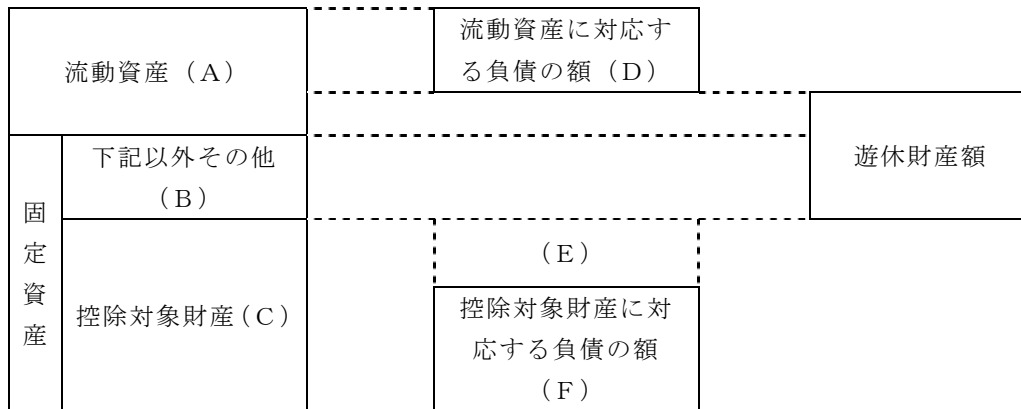 流動資産（A）
流動資産に対応す
る負債の額（D）
遊休財産額
固定資産
下記以外その他
（B）
控除対象財産（C）
（E）
控除対象財産に対
応する負債の額
（F）